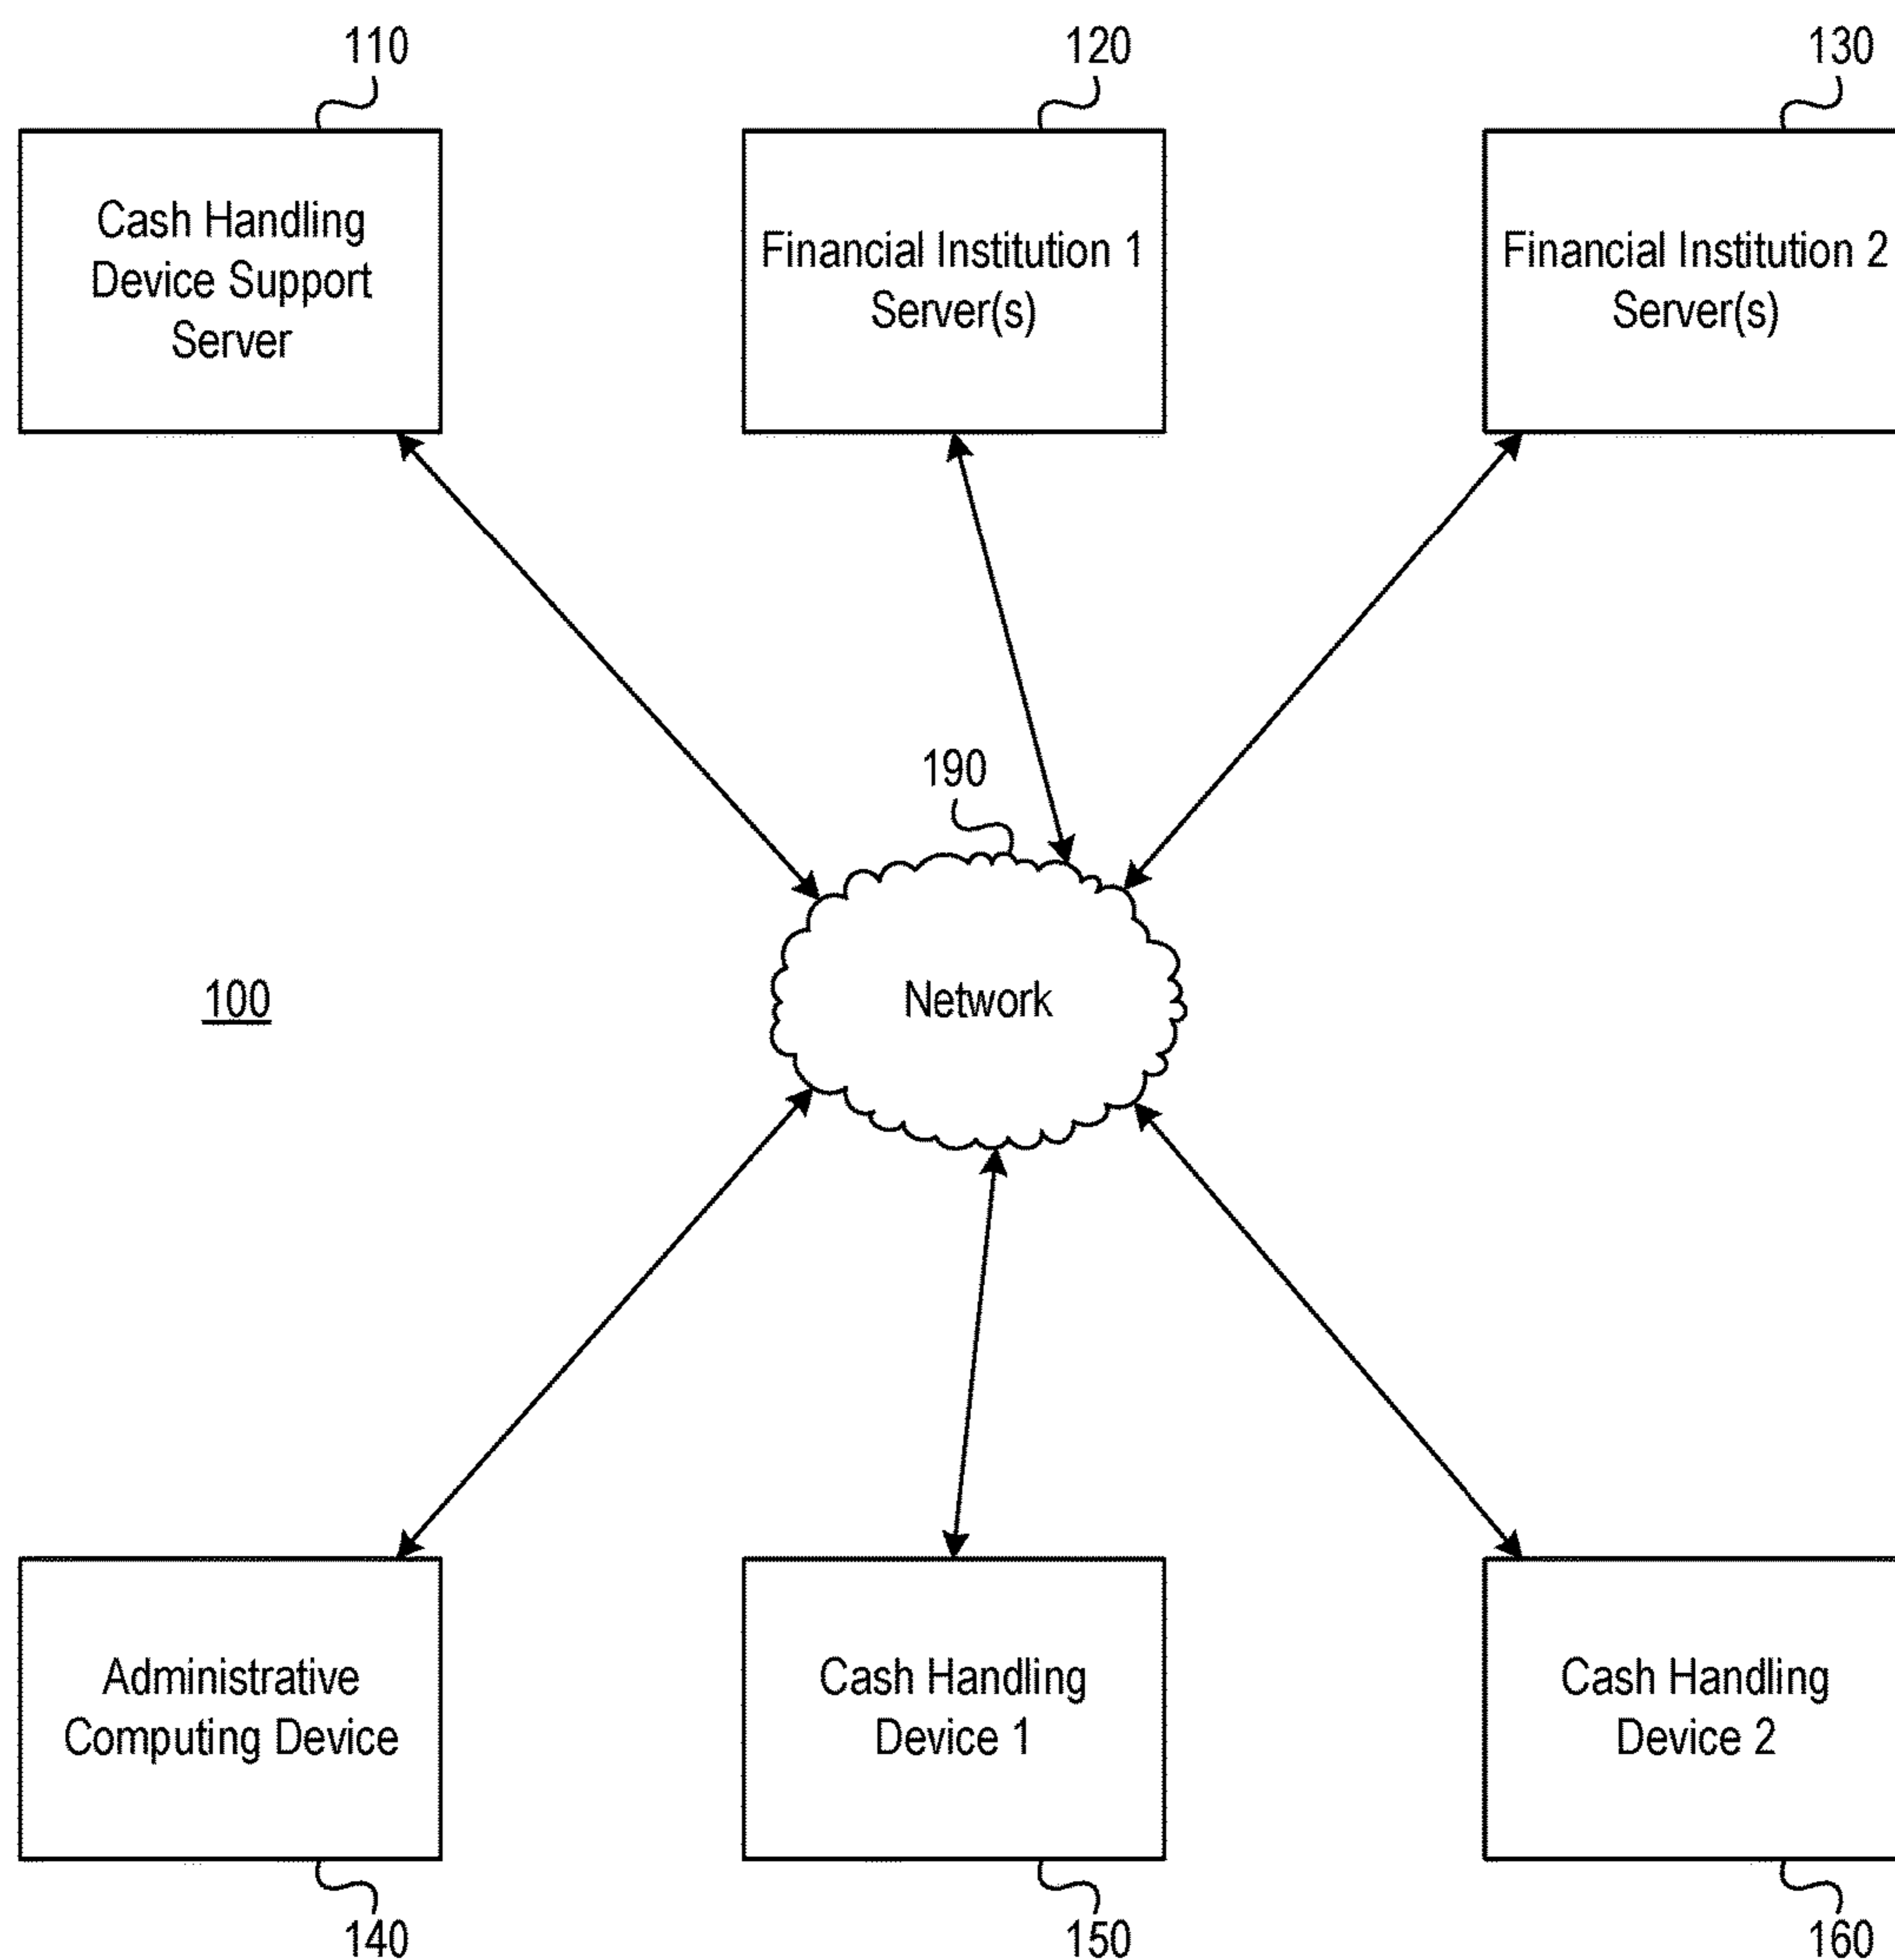 110
120
130
Cash Handling
Device Support
Server
Financial Institution 1
Server(s)
Financial Institution 2
Server(s)
190
100
Network
Administrative
Computing Device
Cash Handling
Device 1
Cash Handling
Device 2
140
150
160